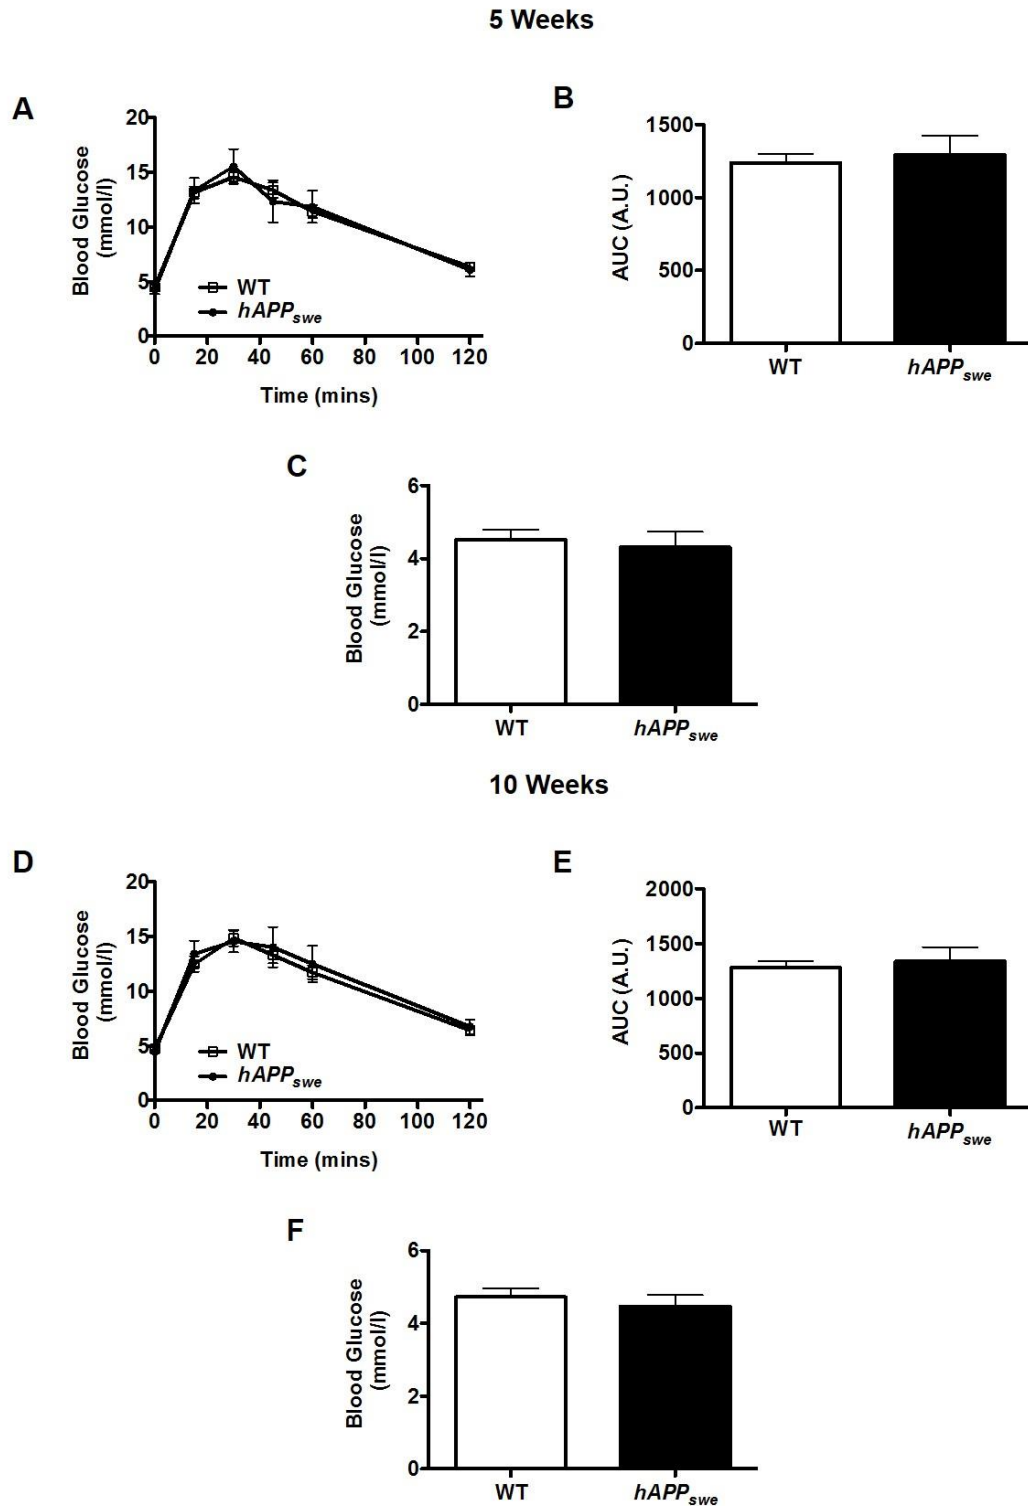 5 Weeks
A
Blood Glucose
(mmol/l)
20
15
10
5
0
WT
hAPPswe
0 20 40 60 80 100 120
Time (mins)
B
AUC (A.U.)
1500
1000
500
0
WT hAPPswe
C
Blood Glucose
(mmol/l)
6
4
2
0
WT hAPPswe
10 Weeks
D
Blood Glucose
(mmol/l)
20
15
10
5
0
WT
hAPPswe
0 20 40 60 80 100 120
Time (mins)
E
AUC (A.U.)
2000
1500
1000
500
0
WT hAPPswe
F
Blood Glucose
(mmol/l)
6
4
2
0
WT hAPPswe